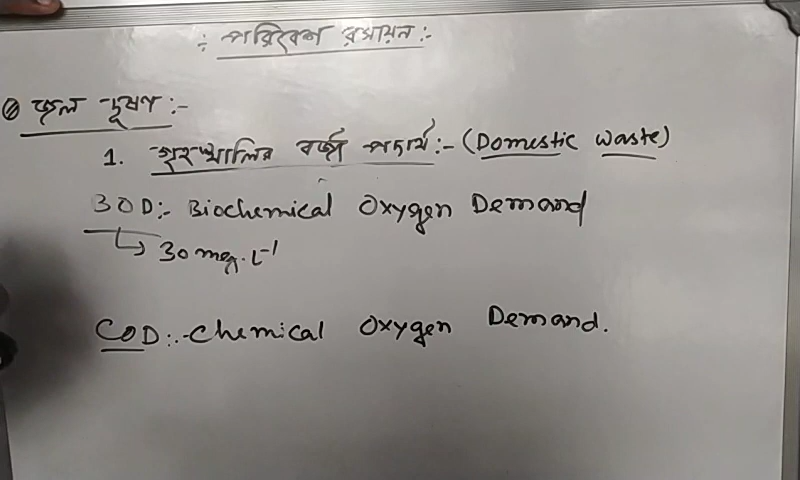 ः পরিবেশ রসায়ন :-
জল দূষণ :-
1. গৃহস্থালির বর্জ্য পদার্থ :- (Domestic Waste)
BOD :- Biochemical Oxygen Demand
↳ 30 mg. L⁻¹
COD :- Chemical Oxygen Demand.